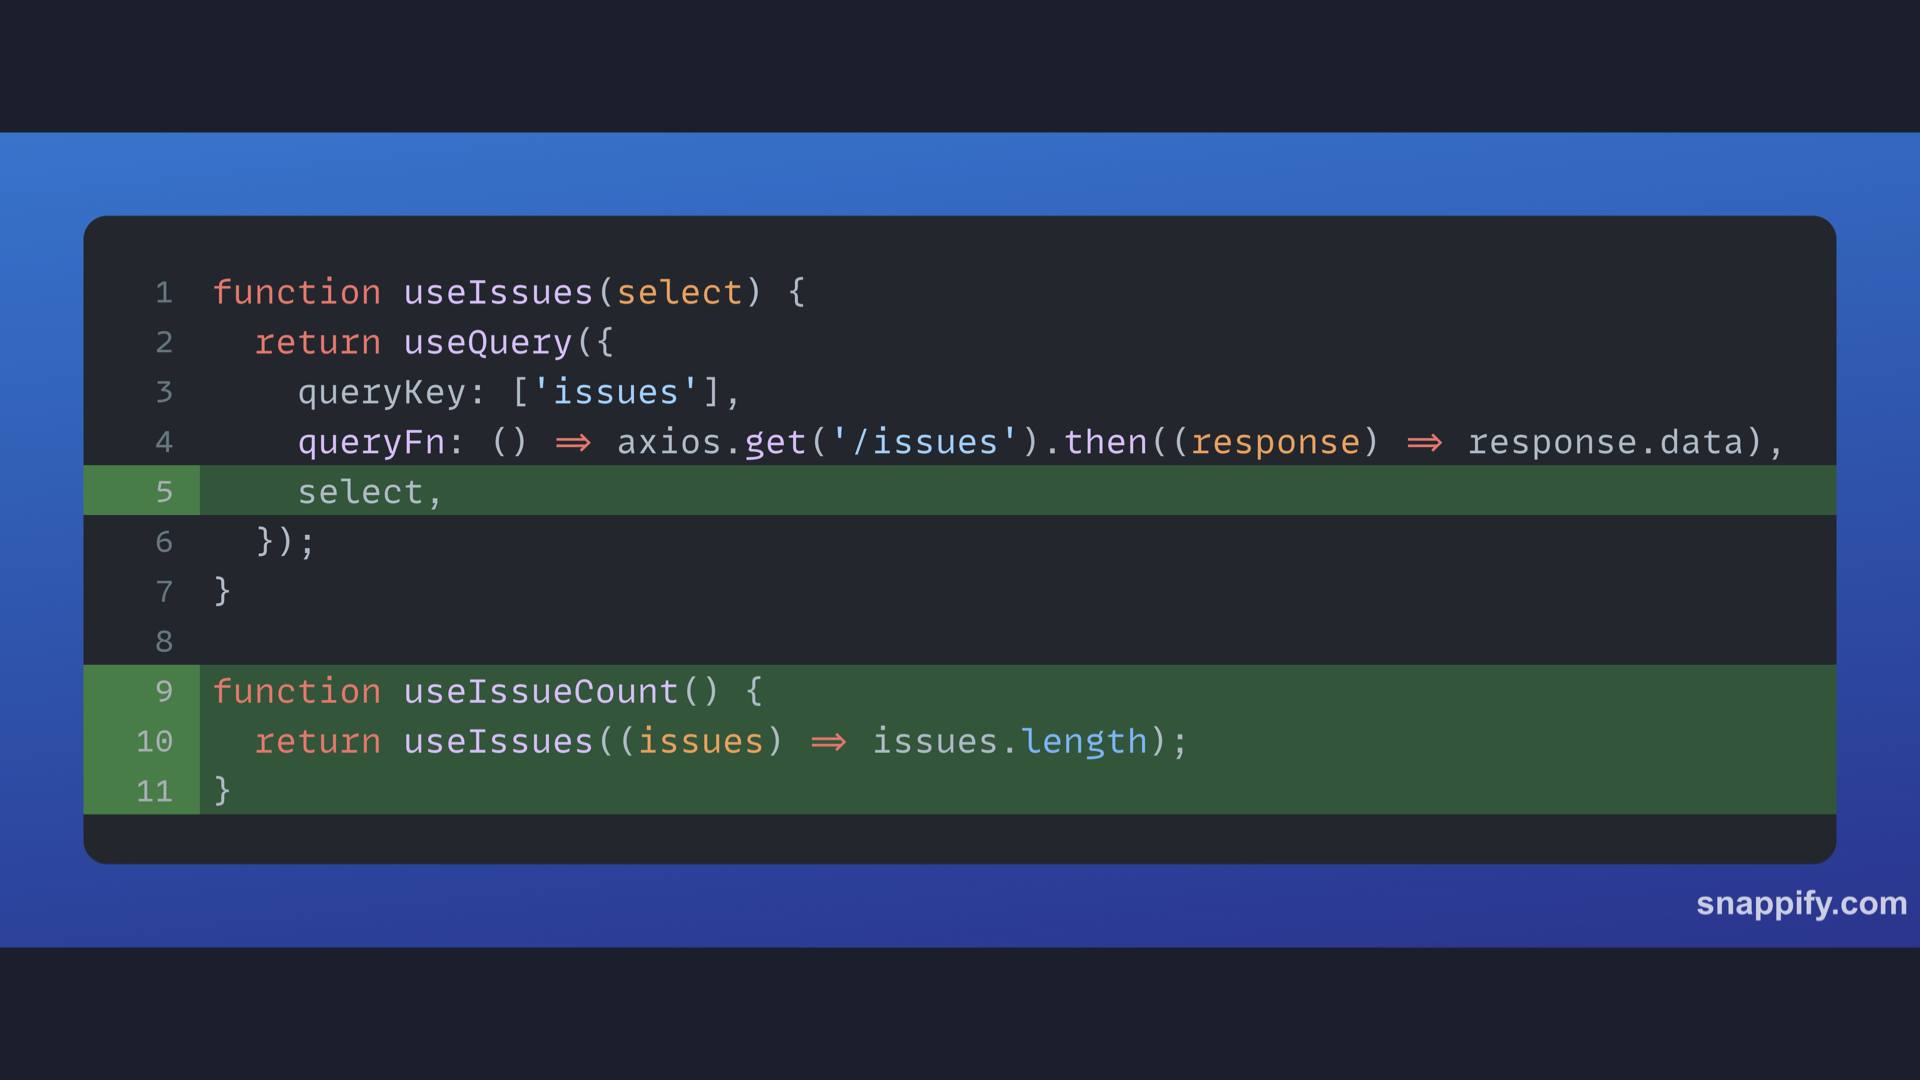 1 function useIssues(select) {
2 return useQuery({
3 queryKey: ['issues'],
4 queryFn: () => axios.get('/issues').then((response) => response.data),
5 select,
6 });
7 }
8
9 function useIssueCount() {
10 return useIssues((issues) => issues.length);
11 }
snappify.com